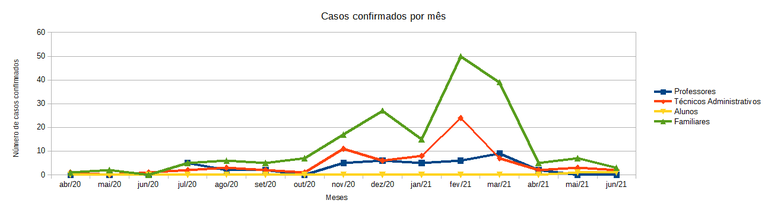 Casos confirmados por mês
Número de casos confirmados
60
50
40
30
20
10
0
abr/20 mai/20 jun/20 jul/20 ago/20 set/20 out/20 nov/20 dez/20 jan/21 fev/21 mar/21 abr/21 mai/21 jun/21
Meses
Professores
Técnicos Administrativos
Alunos
Familiares